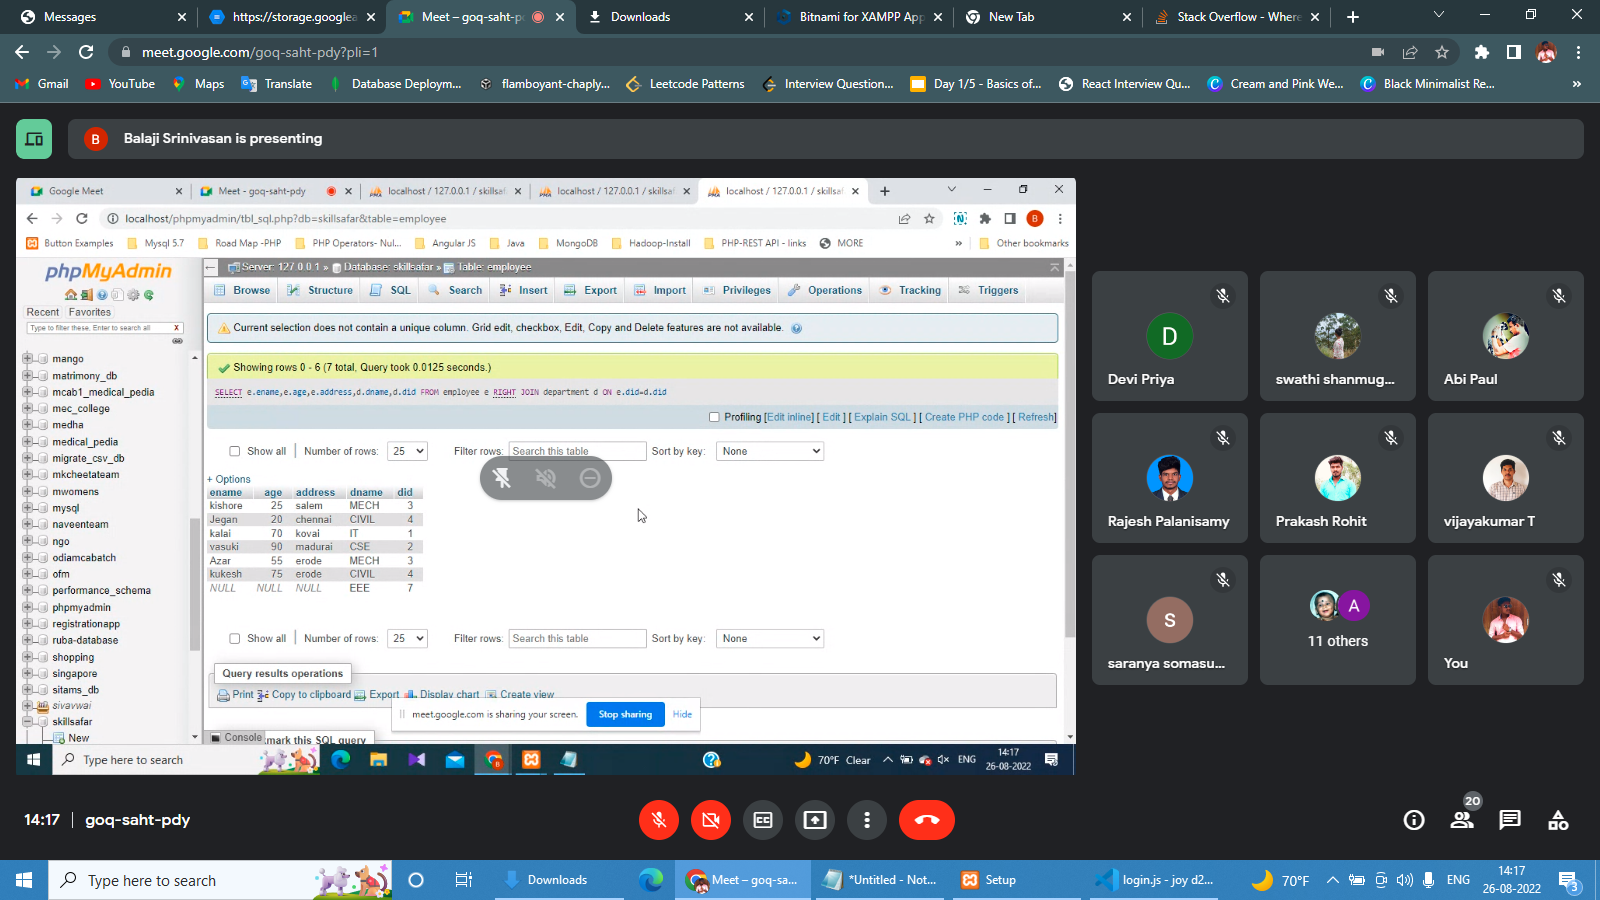 Messages
https://storage.googlea
Meet – goq-saht-pd
Downloads
Bitnami for XAMPP App
New Tab
Stack Overflow - Where
meet.google.com/goq-saht-pdy?pli=1
Gmail
YouTube
Maps
Translate
Database Deploym...
flamboyant-chaply...
Leetcode Patterns
Interview Question...
Day 1/5 - Basics of...
React Interview Qu...
Cream and Pink We...
Black Minimalist Re...
»
B
Balaji Srinivasan is presenting
Google Meet
Meet - goq-saht-pdy
localhost / 127.0.0.1 / skillsaf
localhost / 127.0.0.1 / skillsaf
localhost / 127.0.0.1 / skillsaf
localhost/phpmyadmin/tbl_sql.php?db=skillsafar&table=employee
B
Button Examples
Mysql 5.7
Road Map -PHP
PHP Operators- Nul...
Angular JS
Java
MongoDB
Hadoop-Install
PHP-REST API - links
MORE
»
Other bookmarks
phpMyAdmin
Recent
Favorites
Type to filter these, Enter to search all
X
mango
matrimony_db
mcab1_medical_pedia
mec_college
medha
medical_pedia
migrate_csv_db
mkcheetateam
mwomens
mysql
naveenteam
ngo
odiamcabatch
ofm
performance_schema
phpmyadmin
registrationapp
ruba-database
shopping
singapore
sitams_db
sivavwai
skillsafar
New
Server: 127.0.0.1 » Database: skillsafar » Table: employee
Browse
Structure
SQL
Search
Insert
Export
Import
Privileges
Operations
Tracking
Triggers
Current selection does not contain a unique column. Grid edit, checkbox, Edit, Copy and Delete features are not available.
Showing rows 0 - 6 (7 total, Query took 0.0125 seconds.)
SELECT e.ename,e.age,e.address,d.dname,d.did FROM employee e RIGHT JOIN department d ON e.did=d.did
Profiling [Edit inline] [ Edit ] [ Explain SQL ] [ Create PHP code ] [ Refresh]
Show all
Number of rows:
25
Filter rows:
Search this table
Sort by key:
None
+ Options
ename age address dname did
kishore 25 salem MECH 3
Jegan 20 chennai CIVIL 4
kalai 70 kovai IT 1
vasuki 90 madurai CSE 2
Azar 55 erode MECH 3
kukesh 75 erode CIVIL 4
NULL NULL NULL EEE 7
Show all
Number of rows:
25
Filter rows:
Search this table
Sort by key:
None
Query results operations
Print
Copy to clipboard
Export
Display chart
Create view
meet.google.com is sharing your screen.
Stop sharing
Hide
Console
mark this SQL query
Type here to search
70°F Clear
ENG
14:17
26-08-2022
D
Devi Priya
swathi shanmug...
Abi Paul
Rajesh Palanisamy
Prakash Rohit
vijayakumar T
S
saranya somasu...
A
11 others
You
14:17
goq-saht-pdy
20
Type here to search
Downloads
Meet – goq-sa...
*Untitled - Not...
Setup
login.js - joy d2...
70°F
ENG
14:17
26-08-2022
3